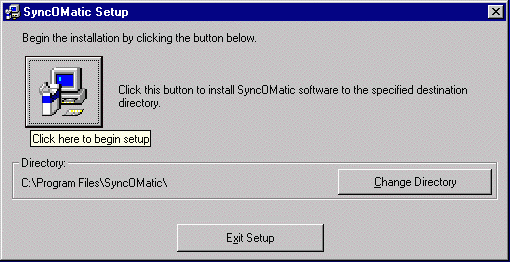 SyncOMatic Setup
Begin the installation by clicking the button below.
Click this button to install SyncOMatic software to the specified destination
directory.
Click here to begin setup
Directory:
C:\Program Files\SyncOMatic\
Change Directory
Exit Setup